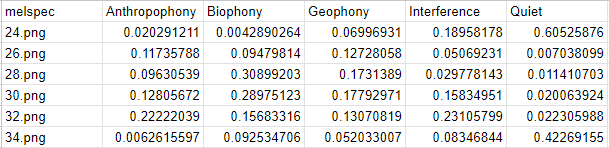 melspec Anthropophony Biophony Geophony Interference Quiet
24.png 0.020291211 0.0042890264 0.06996931 0.18958178 0.60525876
26.png 0.11735788 0.09479814 0.12728058 0.05069231 0.007038099
28.png 0.09630539 0.30899203 0.1731389 0.029778143 0.011410703
30.png 0.12805672 0.28975123 0.17792971 0.15834951 0.020063924
32.png 0.22222039 0.15683316 0.13070819 0.23105799 0.022305988
34.png 0.0062615597 0.092534706 0.052033007 0.08346844 0.42269155